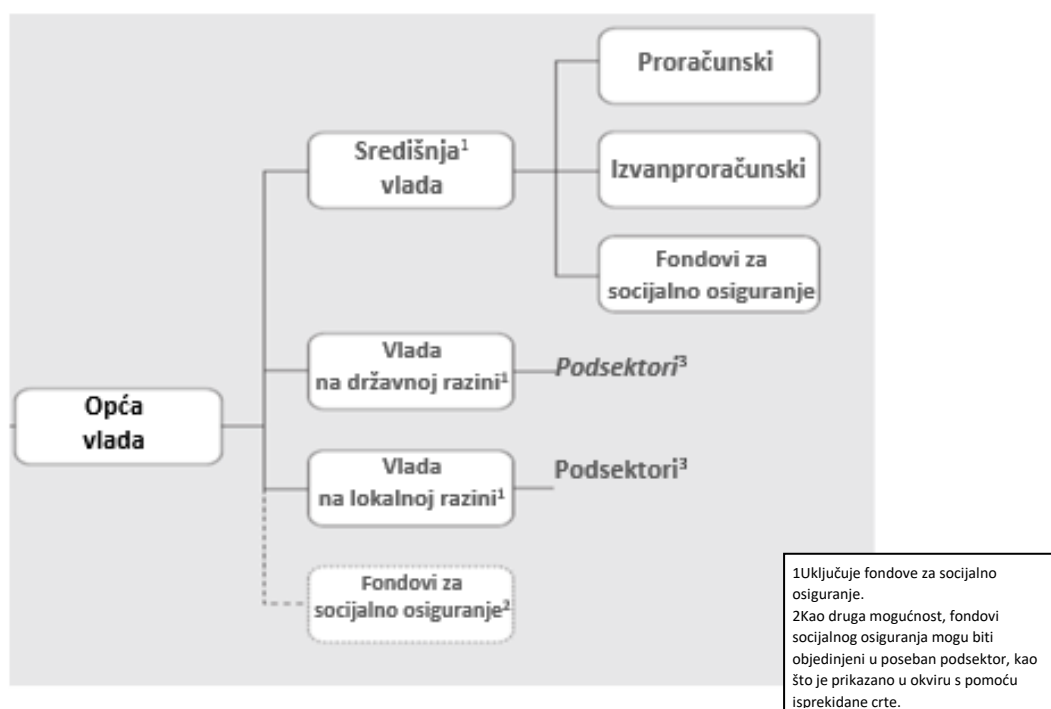 Proračunski
Središnja¹
vlada
Izvanproračunski
Fondovi za
socijalno osiguranje
Vlada
na državnoj razini¹
Podsektori³
Opća
vlada
Vlada
na lokalnoj razini¹
Podsektori³
Fondovi za
socijalno osiguranje²
1Uključuje fondove za socijalno
osiguranje.
2Kao druga mogućnost, fondovi
socijalnog osiguranja mogu biti
objedinjeni u poseban podsektor, kao
što je prikazano u okviru s pomoću
isprekidane crte.